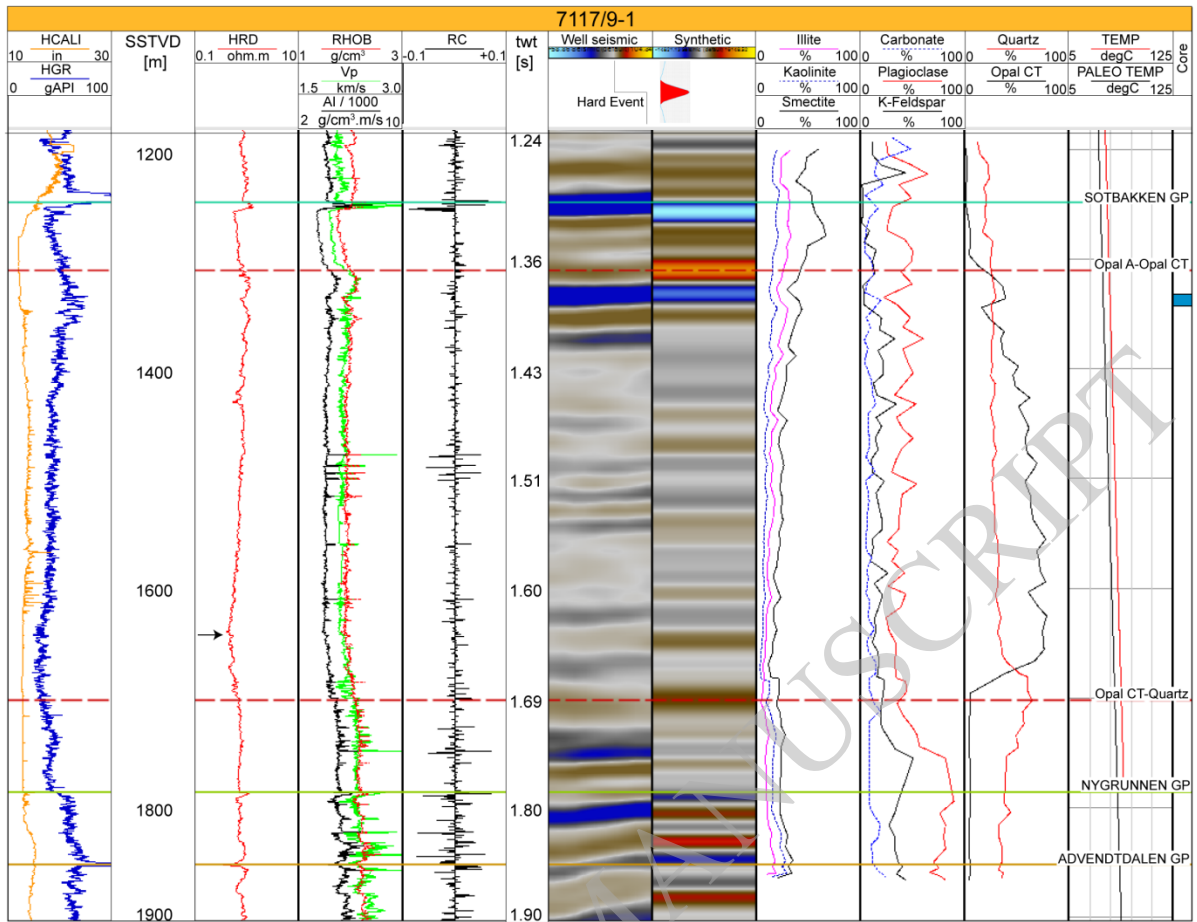 7117/9-1
HCALI
10 in 30
HGR
0 gAPI 100
SSTVD
[m]
HRD
0.1 ohm.m 10
RHOB
1 g/cm³ 3
Vp
1.5 km/s 3.0
AI / 1000
2 g/cm³.m/s 10
RC
-0.1 +0.1
twt
[s]
Well seismic
Synthetic
Hard Event
Illite
%
Kaolinite
%
Smectite
0 % 100
Carbonate
0 % 100
Plagioclase
0 % 100
K-Feldspar
0 % 100
Quartz
0 % 100
Opal CT
0 % 100
TEMP
5 degC 125
PALEO TEMP
5 degC 125
Core
1200 1.24
SOTBAKKEN GP
1.36 Opal A-Opal CT
1400 1.43
1.51
1600 1.60
1.69 Opal CT-Quartz
NYGRUNNEN GP
1800 1.80
ADVENDTDALEN GP
1900 1.90
MANUSCRIPT